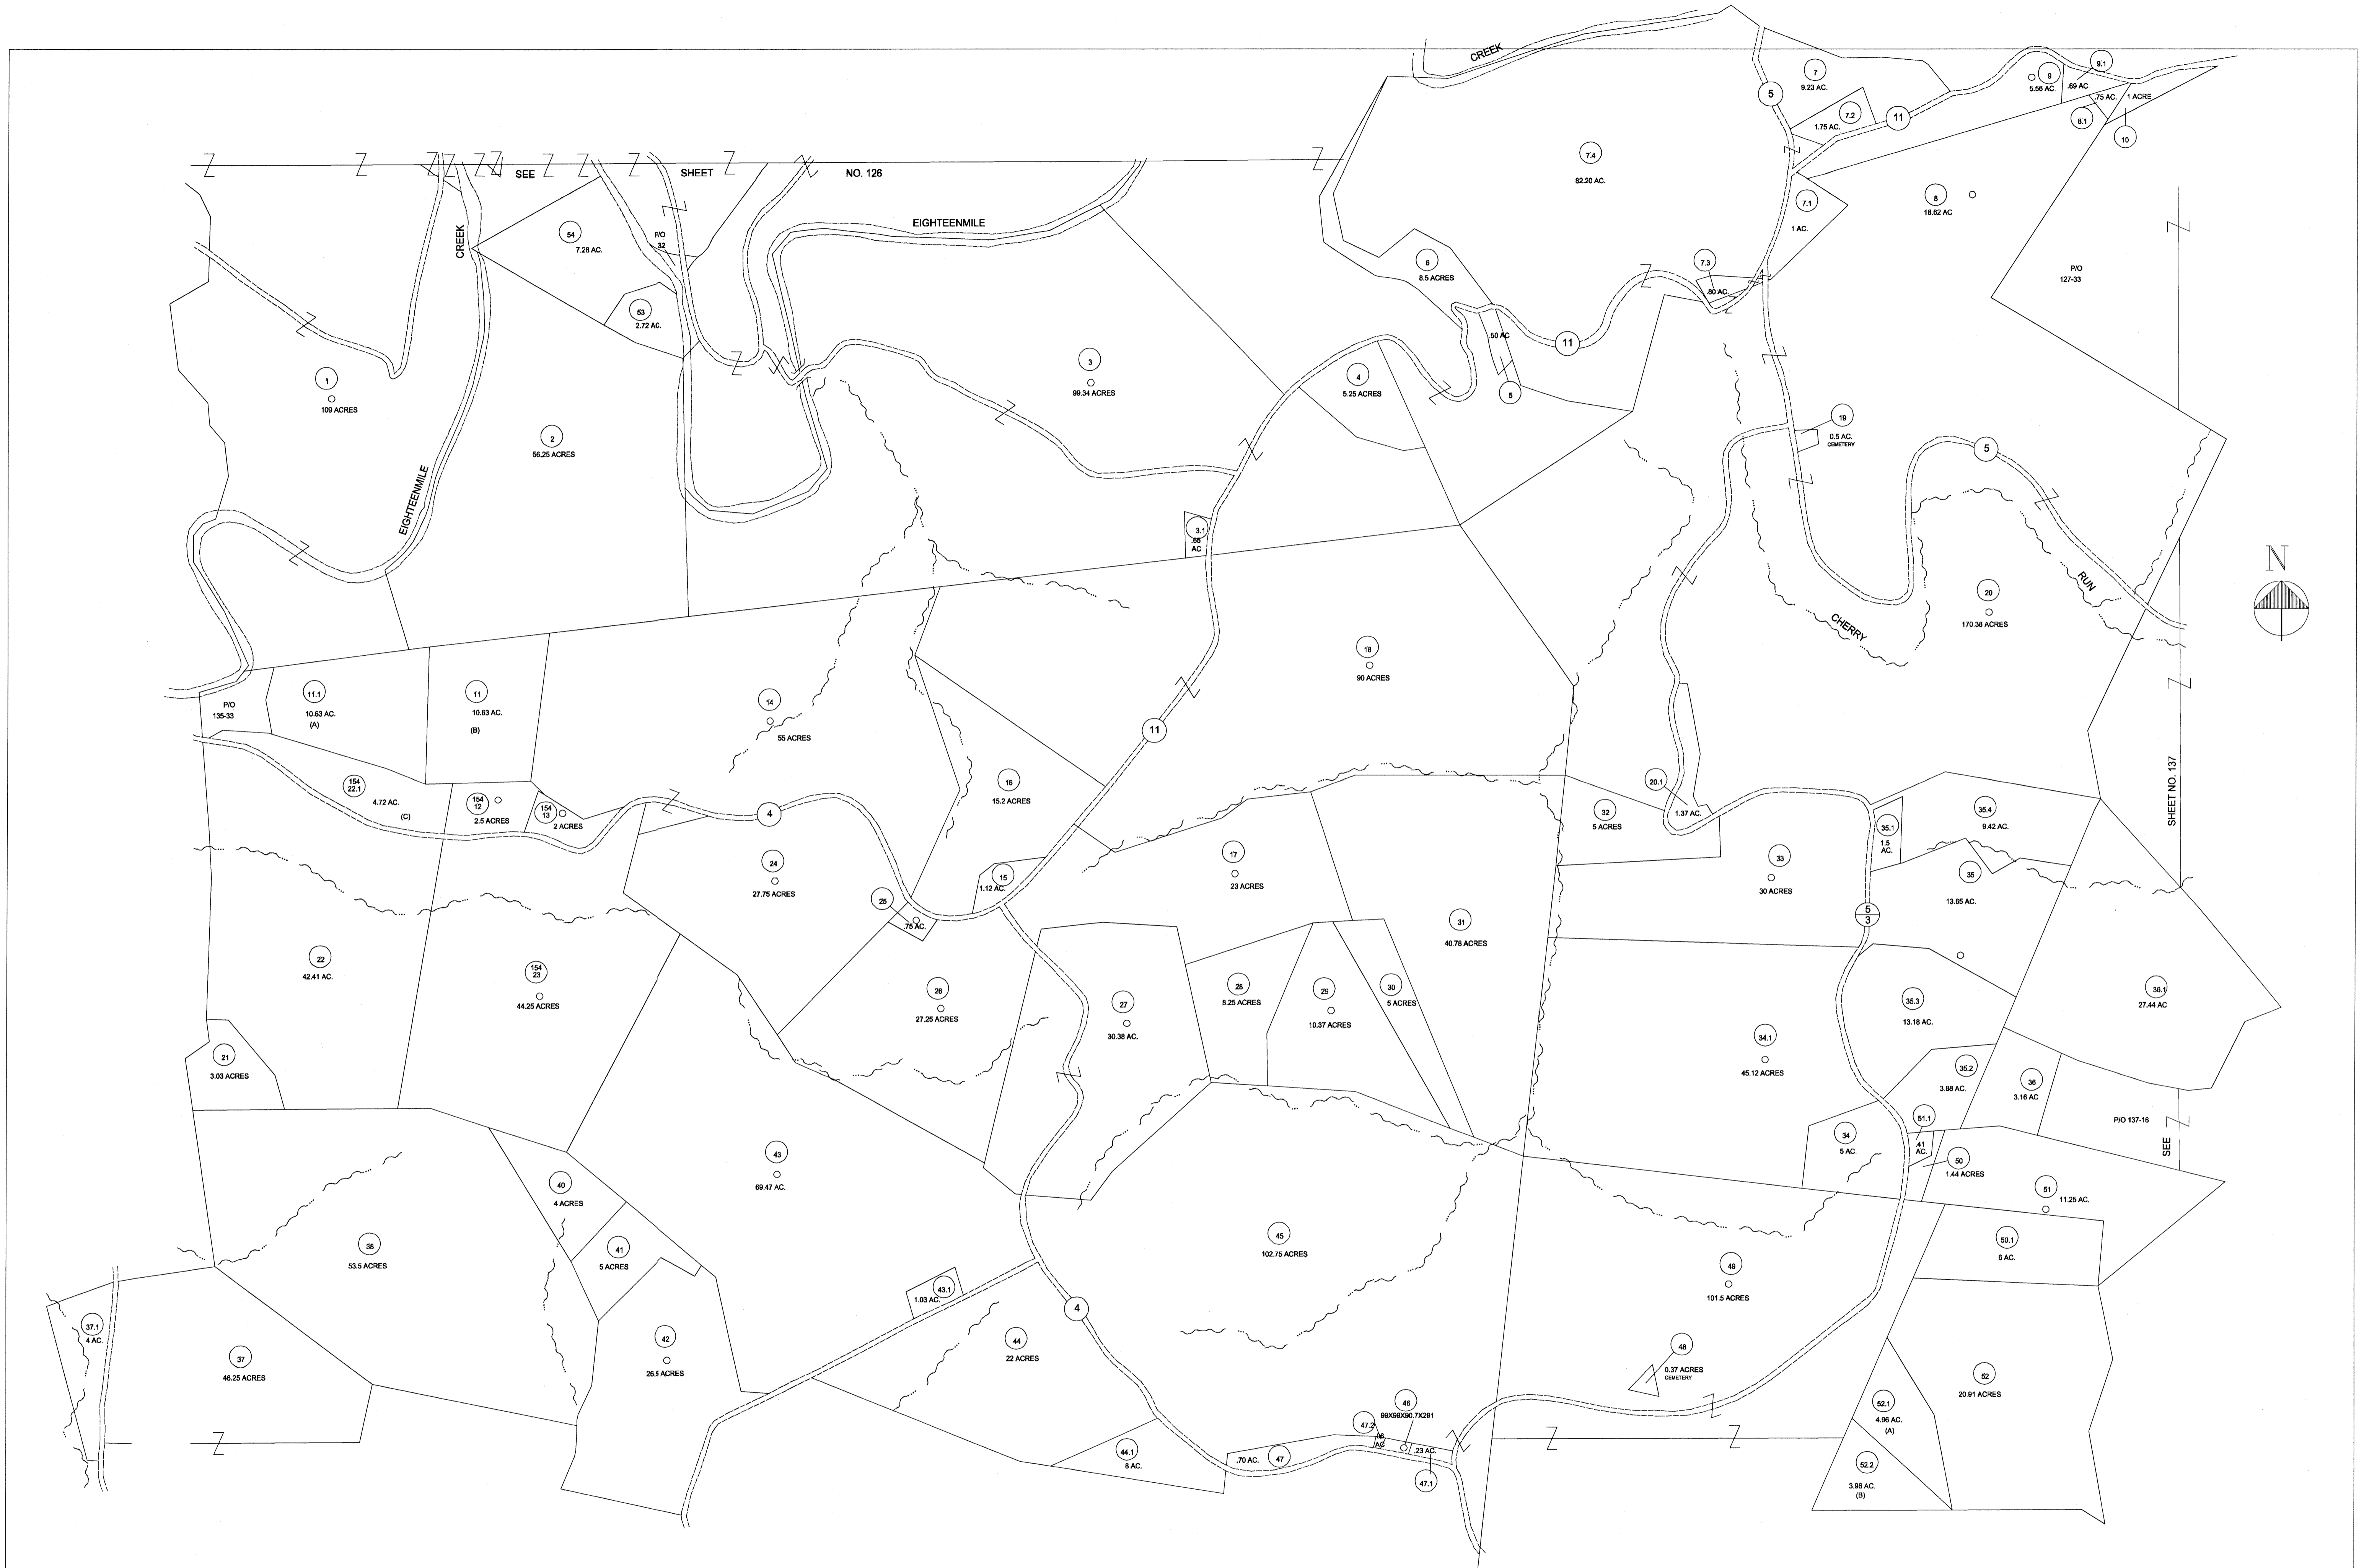 CREEK
7
9.23 AC.
5
7.2
1.75 AC.
11
9
5.56 AC.
9.1
.69 AC.
.75 AC.
8.1
1 ACRE
10
SEE
SHEET
NO. 126
7.4
82.20 AC.
7.1
1 AC.
8
18.62 AC
P/O
127-33
CREEK
54
7.28 AC.
P/O
32
EIGHTEENMILE
6
8.5 ACRES
7.3
.80 AC.
53
2.72 AC.
.50 AC
11
5
1
109 ACRES
3
99.34 ACRES
4
5.25 ACRES
2
56.25 ACRES
19
0.5 AC.
CEMETERY
5
EIGHTEENMILE
3.1
.65
AC
N
RUN
20
170.38 ACRES
CHERRY
18
90 ACRES
P/O
135-33
11.1
10.63 AC.
(A)
11
10.63 AC.
(B)
14
55 ACRES
11
154
22.1
4.72 AC.
(C)
154
12
2.5 ACRES
154
13
2 ACRES
4
16
15.2 ACRES
20.1
1.37 AC.
32
5 ACRES
35.1
1.5
AC.
35.4
9.42 AC.
SHEET NO. 137
24
27.75 ACRES
15
1.12 AC.
17
23 ACRES
33
30 ACRES
35
13.65 AC.
25
.75 AC.
5
3
31
40.78 ACRES
22
42.41 AC.
154
23
44.25 ACRES
26
27.25 ACRES
27
30.38 AC.
28
8.25 ACRES
29
10.37 ACRES
30
5 ACRES
35.3
13.18 AC.
36.1
27.44 AC
34.1
45.12 ACRES
21
3.03 ACRES
35.2
3.88 AC.
36
3.16 AC
P/O 137-16
SEE
51.1
.41
AC.
34
5 AC.
50
1.44 ACRES
43
69.47 AC.
40
4 ACRES
51
11.25 AC.
38
53.5 ACRES
41
5 ACRES
45
102.75 ACRES
50.1
6 AC.
49
101.5 ACRES
43.1
1.03 AC.
4
37.1
4 AC.
42
26.5 ACRES
44
22 ACRES
48
0.37 ACRES
CEMETERY
37
46.25 ACRES
52
20.91 ACRES
52.1
4.96 AC.
(A)
46
99X99X90.7X291
47.2
AC
.23 AC.
44.1
8 AC.
.70 AC.
47
47.1
52.2
3.96 AC.
(B)